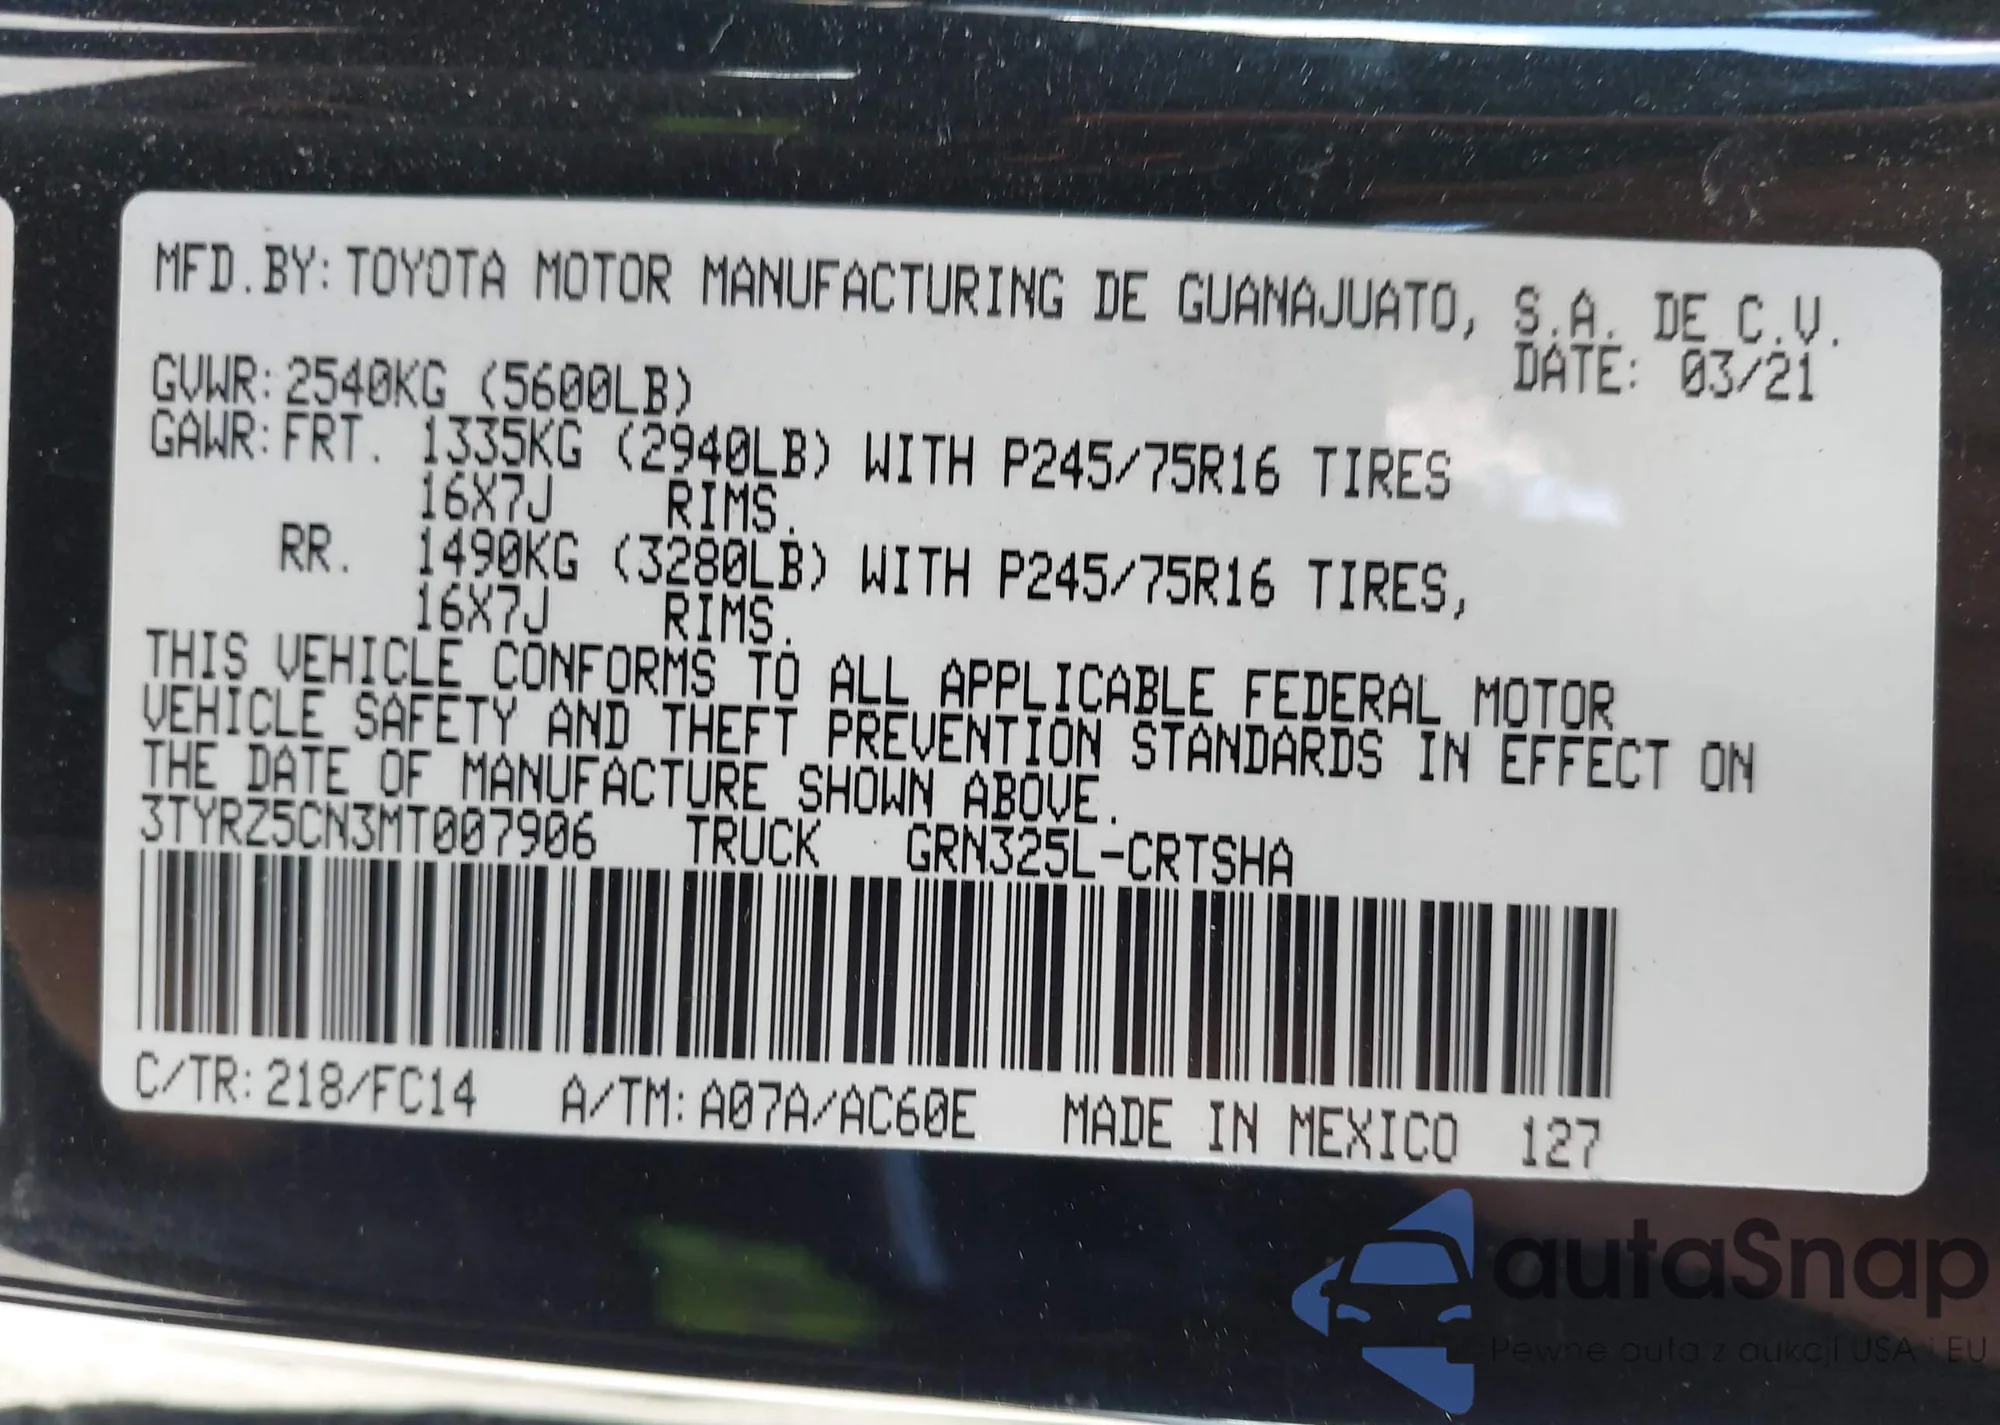 MFD.BY: TOYOTA MOTOR MANUFACTURING DE GUANAJUATO, S.A. DE C.V.
DATE: 03/21
GVWR: 2540KG (5600LB)
GAWR: FRT. 1335KG (2940LB) WITH P245/75R16 TIRES
16X7J RIMS.
RR. 1490KG (3280LB) WITH P245/75R16 TIRES,
16X7J RIMS.
THIS VEHICLE CONFORMS TO ALL APPLICABLE FEDERAL MOTOR
VEHICLE SAFETY AND THEFT PREVENTION STANDARDS IN EFFECT ON
THE DATE OF MANUFACTURE SHOWN ABOVE.
3TYRZ5CN3MT007906 TRUCK GRN325L-CRTSHA
C/TR: 218/FC14 A/TM: A07A/AC60E MADE IN MEXICO 127
autaSnap
Pewne auta z aukcji USA i EU